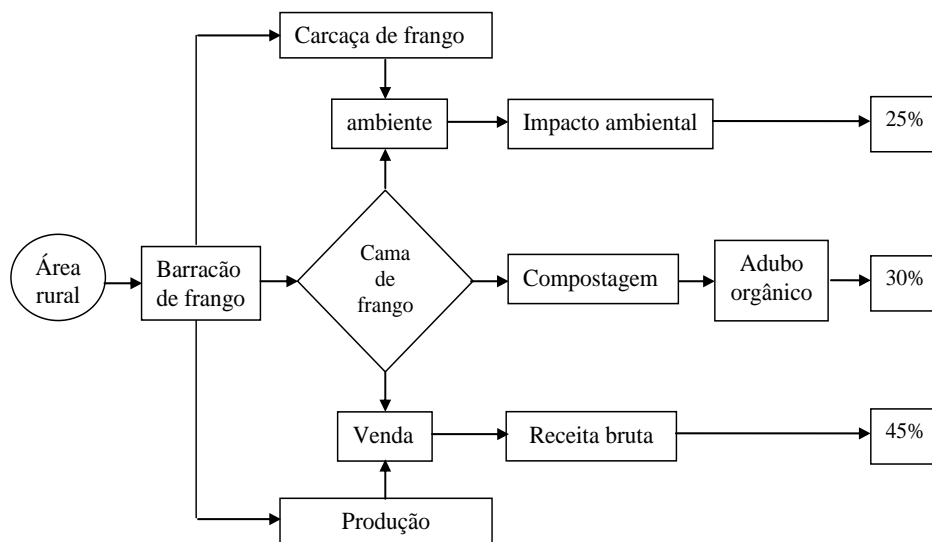 Carcaça de frango
ambiente
Impacto ambiental
25%
Área
rural
Barracão
de frango
Cama
de
frango
Compostagem
Adubo
orgânico
30%
Venda
Receita bruta
45%
Produção